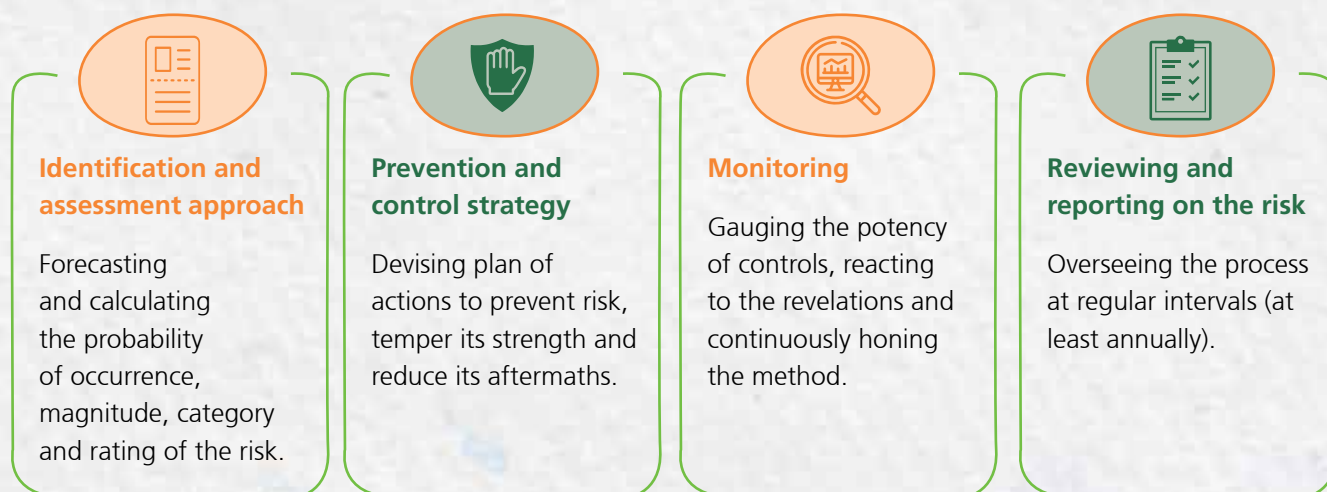 Identification and
assessment approach
Forecasting
and calculating
the probability
of occurrence,
magnitude, category
and rating of the risk.
Prevention and
control strategy
Devising plan of
actions to prevent risk,
temper its strength and
reduce its aftermaths.
Monitoring
Gauging the potency
of controls, reacting
to the revelations and
continuously honing
the method.
Reviewing and
reporting on the risk
Overseeing the process
at regular intervals (at
least annually).